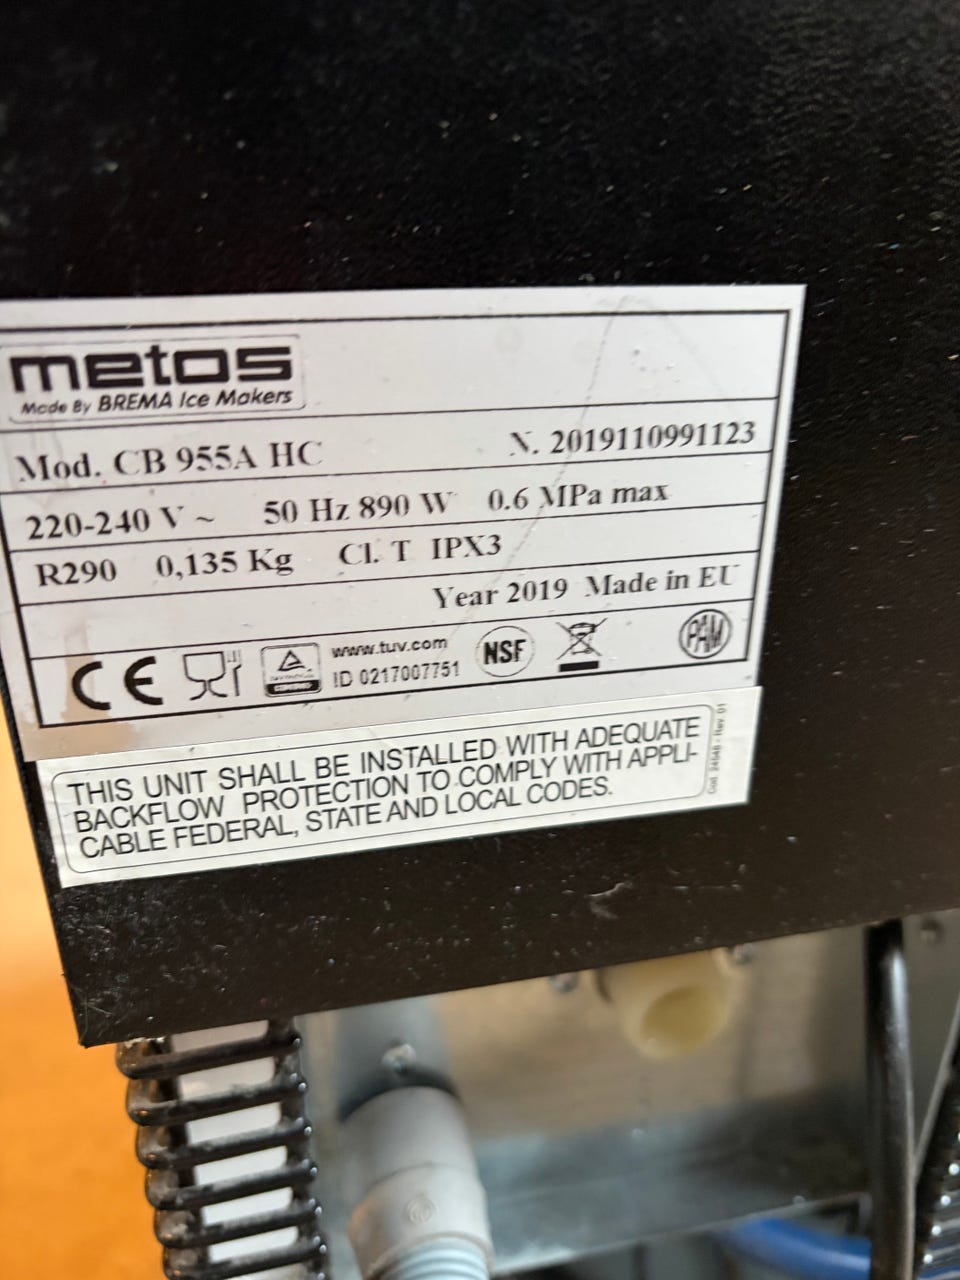 metos
Made By BREMA Ice Makers
Mod. CB 955A HC N. 2019110991123
220-240 V ~ 50 Hz 890 W 0.6 MPa max
R290 0,135 Kg Cl. T IPX3
Year 2019 Made in EU
CE www.tuv.com NSF PAM
ID 0217007751
THIS UNIT SHALL BE INSTALLED WITH ADEQUATE
BACKFLOW PROTECTION TO COMPLY WITH APPLI-
CABLE FEDERAL, STATE AND LOCAL CODES.